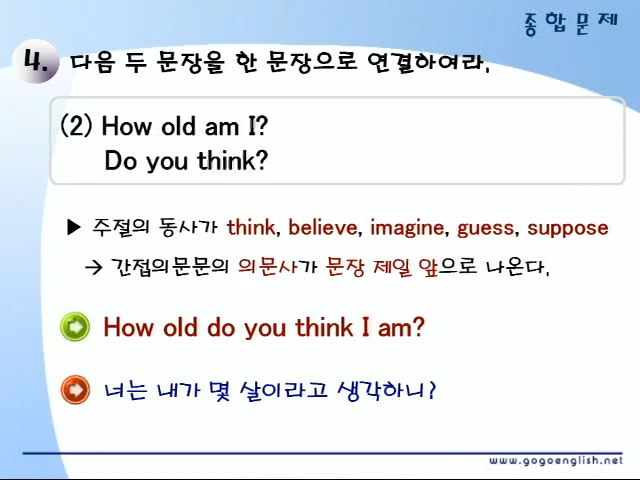 종합문제
4. 다음 두 문장을 한 문장으로 연결하여라.
(2) How old am I?
Do you think?
▶ 주절의 동사가 think, believe, imagine, guess, suppose
→ 간접의문문의 의문사가 문장 제일 앞으로 나온다.
How old do you think I am?
너는 내가 몇 살이라고 생각하니?
www.gogoenglish.net